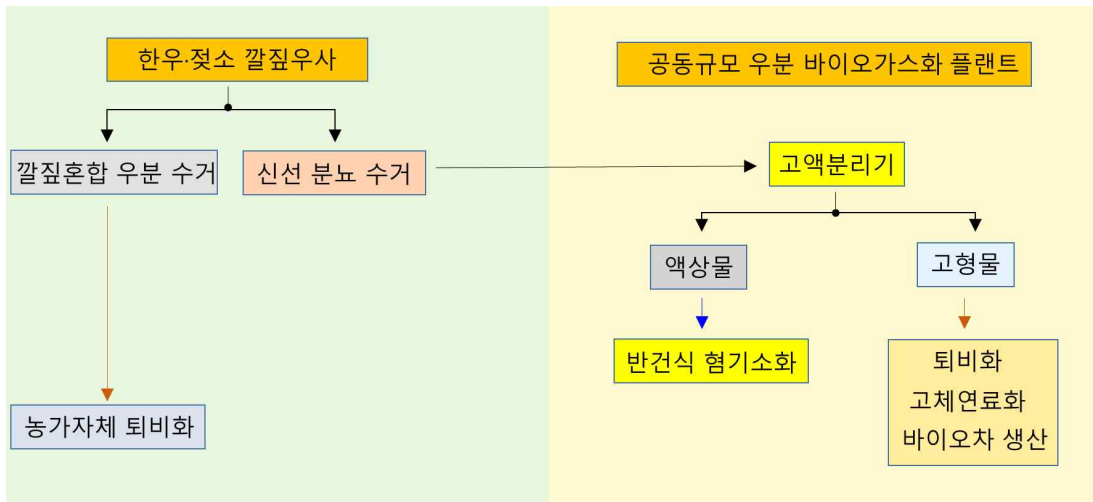 한우·젖소 깔짚우사
깔짚혼합 우분 수거
신선 분뇨 수거
농가자체 퇴비화
공동규모 우분 바이오가스화 플랜트
고액분리기
액상물
고형물
반건식 혐기소화
퇴비화
고체연료화
바이오차 생산